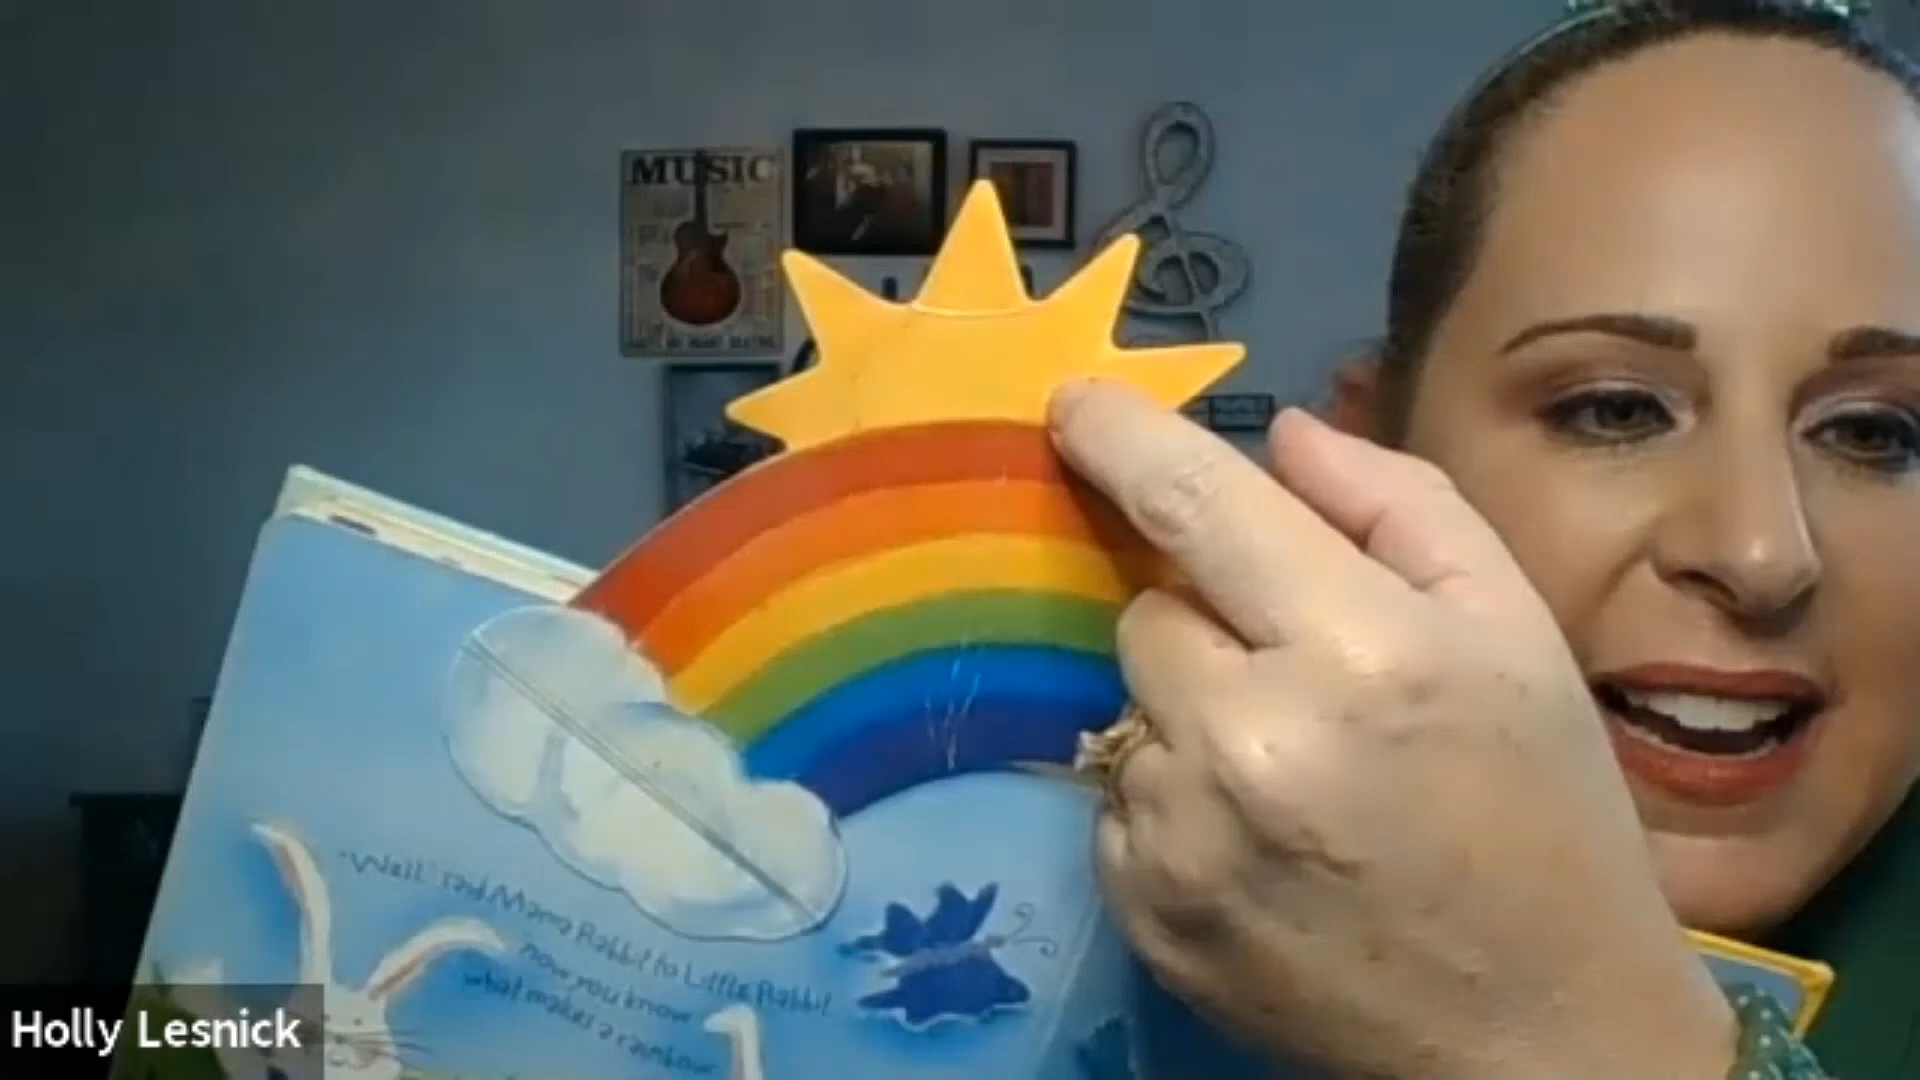 MUSIC
"Well" said Mama Rabbit to Little Rabbit
now you know
what makes a rainbow
Holly Lesnick